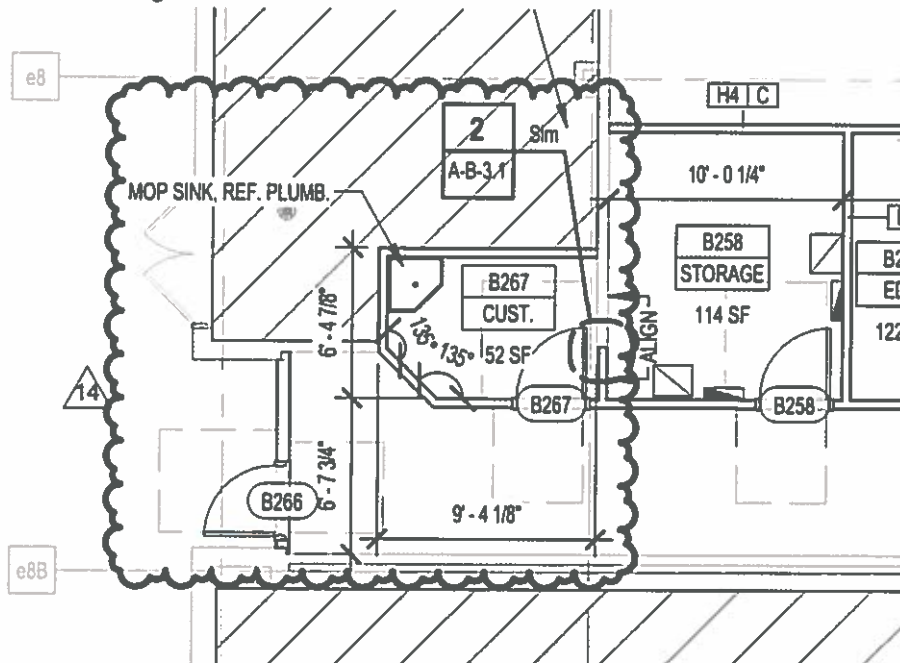 e8
H4 C
2
Sim
A-B-3.1
10' - 0 1/4"
MOP SINK, REF. PLUMB.
B258
STORAGE
114 SF
B267
CUST.
52 SF
6' - 4 7/8"
135°
135°
ALIGN
122
14
B267
B258
B266
6' - 7 3/4"
9' - 4 1/8"
e8B